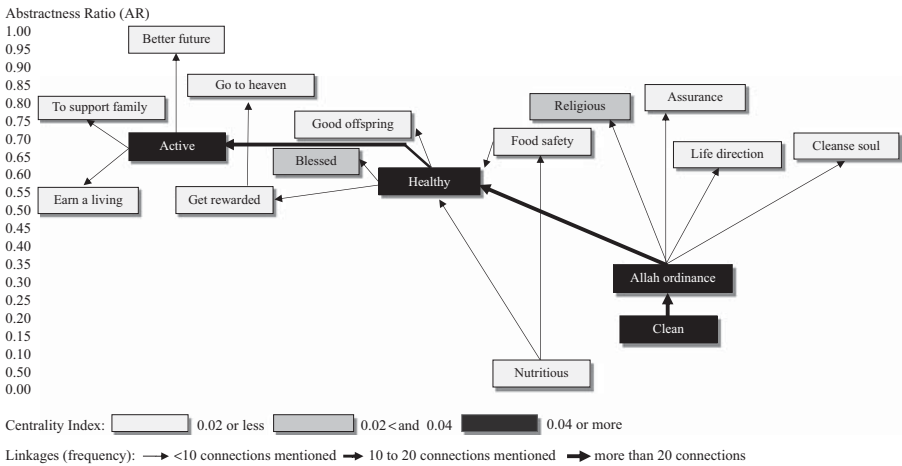 Abstractness Ratio (AR)
1.00
0.95
0.90
0.85
0.80
0.75
0.70
0.65
0.60
0.55
0.50
0.45
0.40
0.35
0.30
0.25
0.20
0.15
0.10
0.50
0.00
Better future
Go to heaven
To support family
Good offspring
Religious
Assurance
Active
Food safety
Blessed
Life direction
Cleanse soul
Healthy
Earn a living
Get rewarded
Allah ordinance
Clean
Nutritious
Centrality Index: 0.02 or less 0.02<and 0.04 0.04 or more
Linkages (frequency): <10 connections mentioned 10 to 20 connections mentioned more than 20 connections